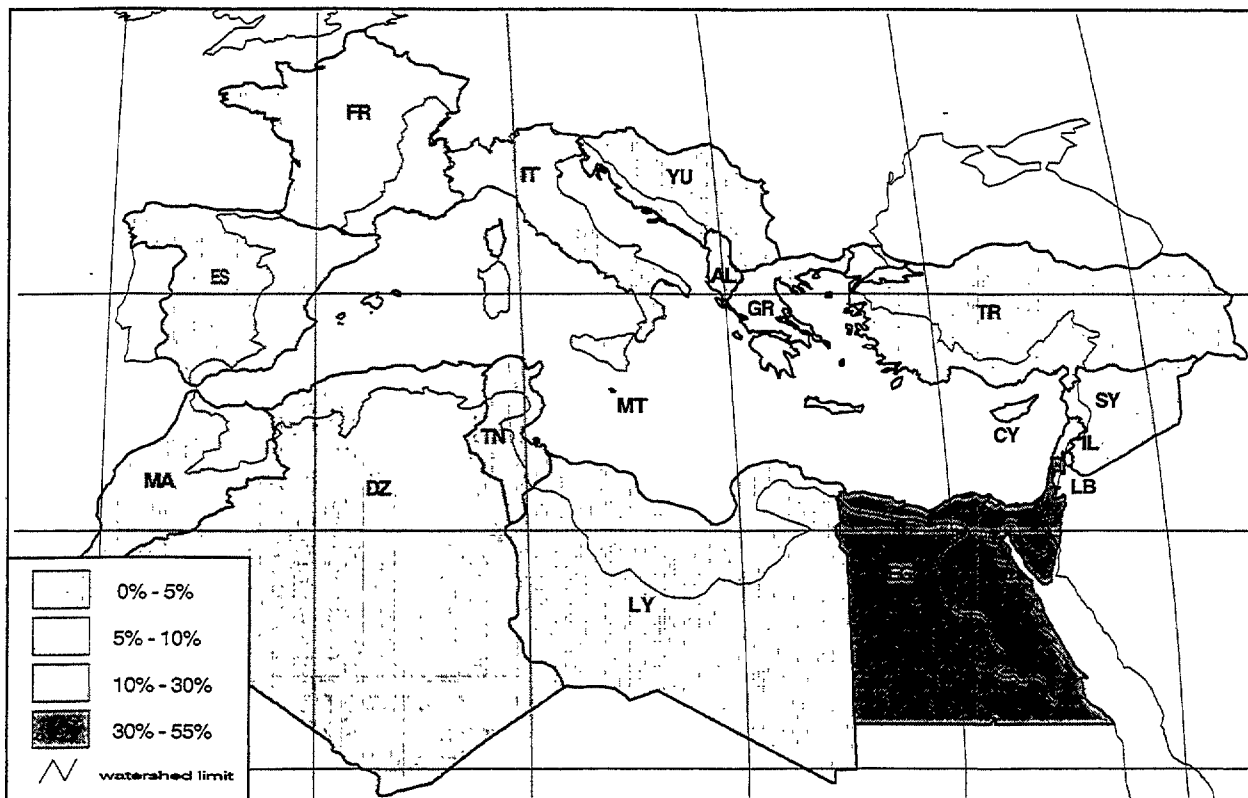 FR
IT
YU
ES
AL
GR
TR
MT
CY
SY
IL
LB
TN
MA
DZ
LY
EG
0% - 5%
5% - 10%
10% - 30%
30% - 55%
watershed limit